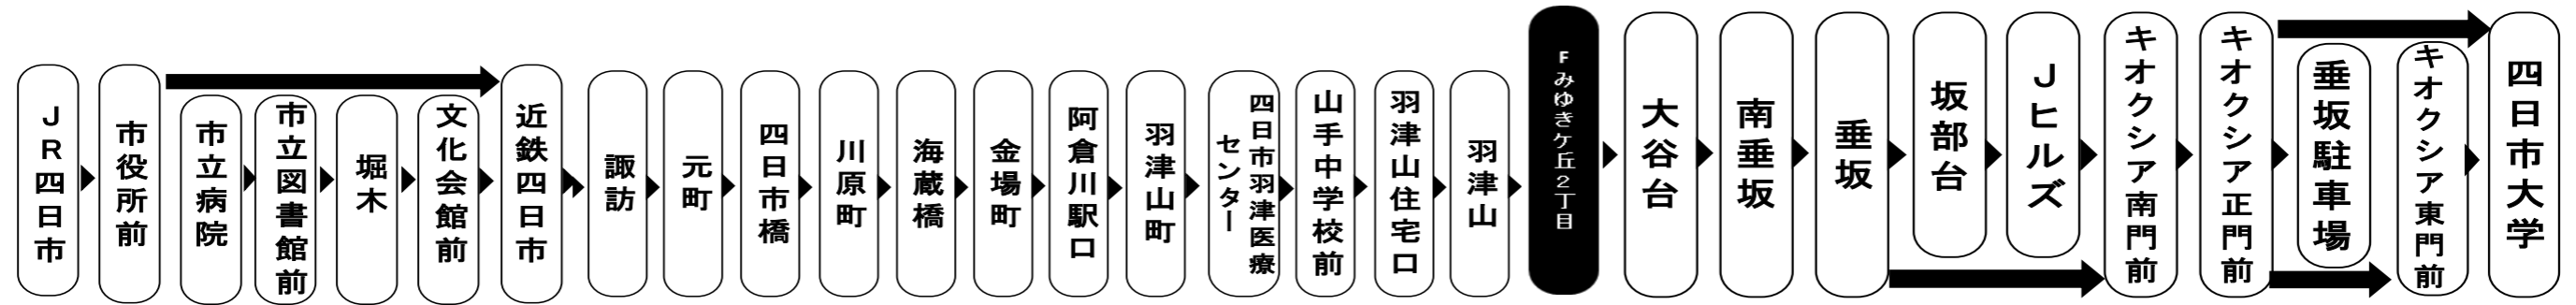 JR四日市
市役所前
市立病院
市立図書館前
堀木
文化会館前
近鉄四日市
諏訪
元町
四日市橋
川原町
海蔵橋
金場町
阿倉川駅口
羽津山町
四日市羽津医療
センター
山手中学校前
羽津山住宅口
羽津山
Fみゆきケ丘2丁目
大谷台
南垂坂
垂坂
坂部台
Jヒルズ
キオクシア南門前
キオクシア正門前
垂坂駐車場
キオクシア東門前
四日市大学